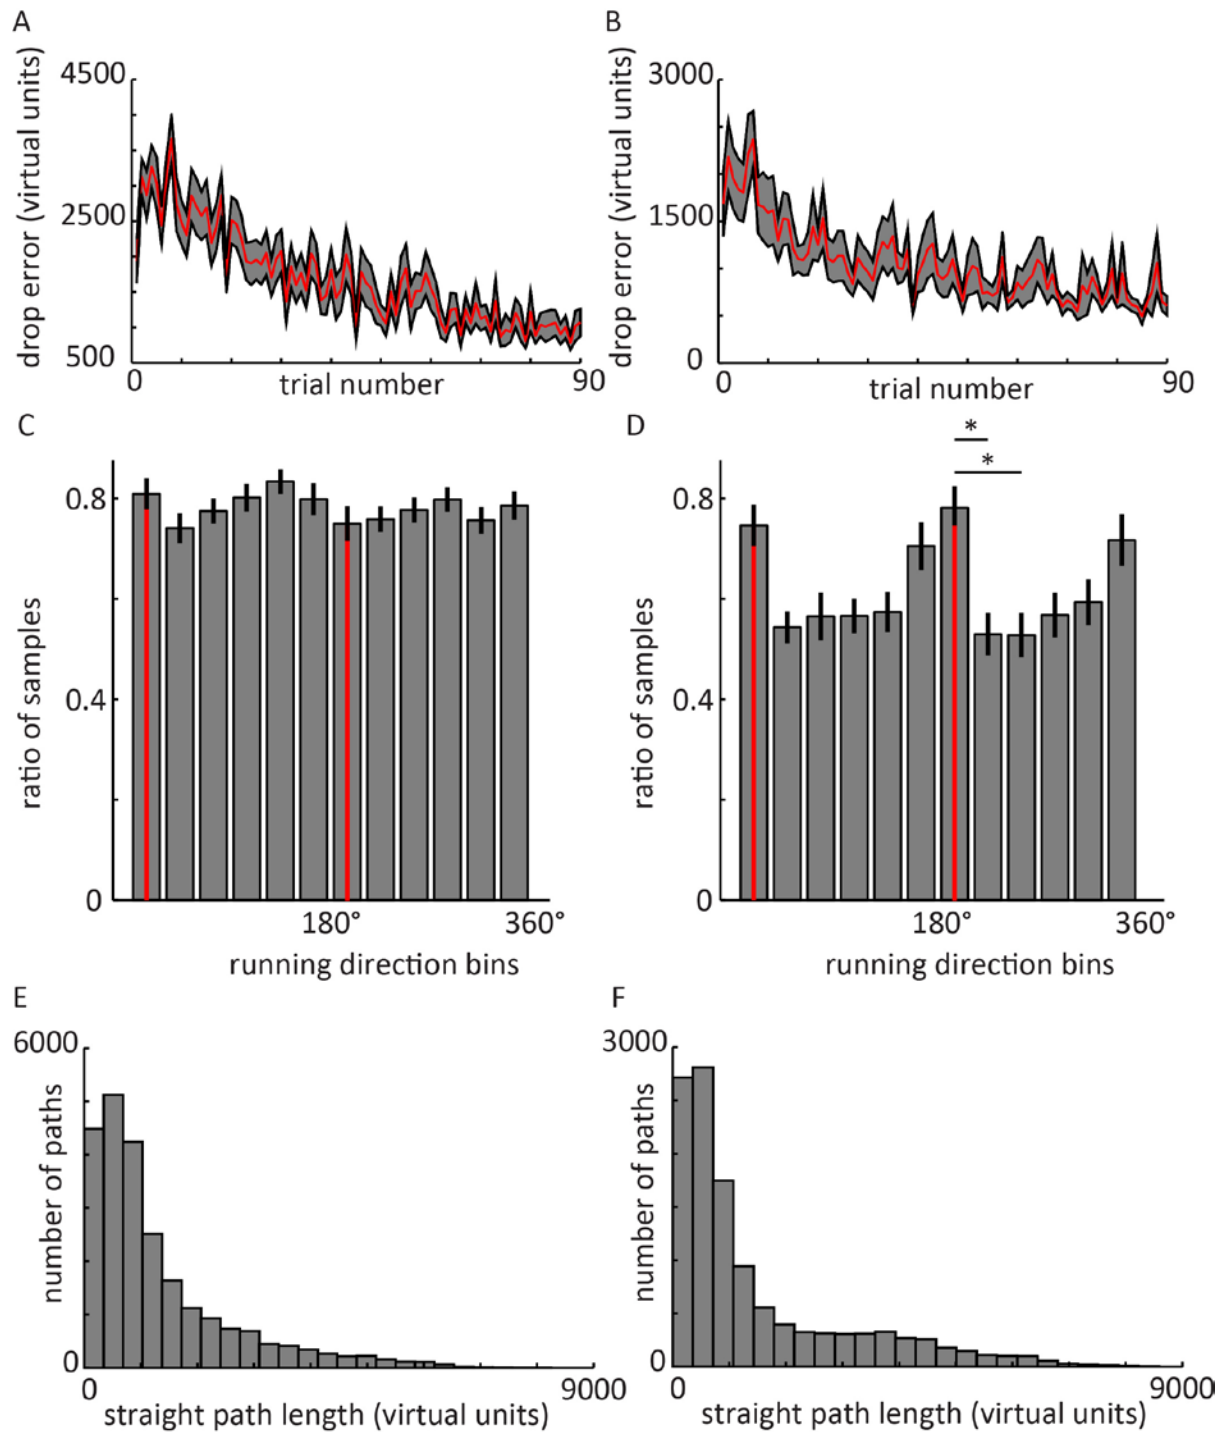 A
B
drop error (virtual units)
4500
2500
500
0
trial number
90
drop error (virtual units)
3000
1500
0
0
trial number
90
C
D
ratio of samples
0.8
0.4
0
180°
360°
running direction bins
*
*
ratio of samples
0.8
0.4
0
180°
360°
running direction bins
E
F
number of paths
6000
0
0
9000
straight path length (virtual units)
number of paths
3000
0
0
9000
straight path length (virtual units)